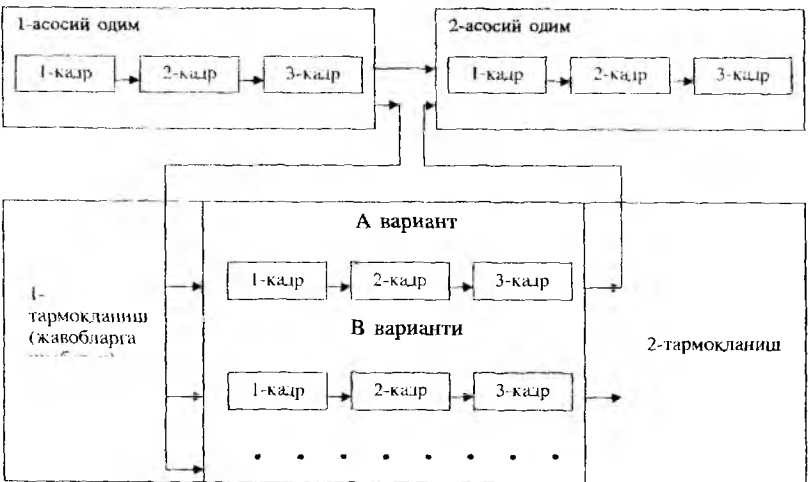 1-асосий одим
1-кадр 2-кадр 3-кадр
2-асосий одим
1-кадр 2-кадр 3-кадр
А вариант
1-кадр 2-кадр 3-кадр
1-
тармокланиш
(жавобларга
В варианти
1-кадр 2-кадр 3-кадр
2-тармокланиш